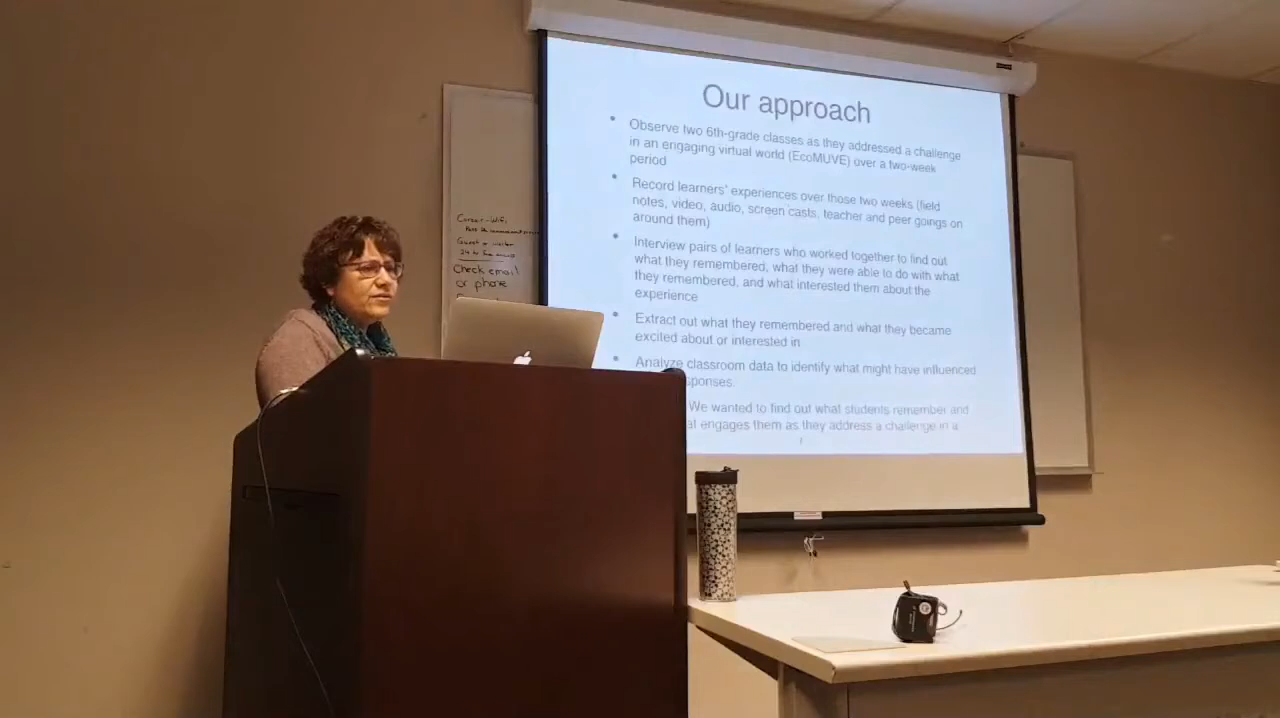 Our approach
Observe two 6th-grade classes as they addressed a challenge
in an engaging virtual world (EcoMUVE) over a two-week
period
Record learners' experiences over those two weeks (field
notes, video, audio, screen casts, teacher and peer goings on
around them)
Interview pairs of learners who worked together to find out
what they remembered, what they were able to do with what
they remembered, and what interested them about the
experience
Extract out what they remembered and what they became
excited about or interested in
Analyze classroom data to identify what might have influenced
sponses.
We wanted to find out what students remember and
at engages them as they address a challenge in a
check email
or phone